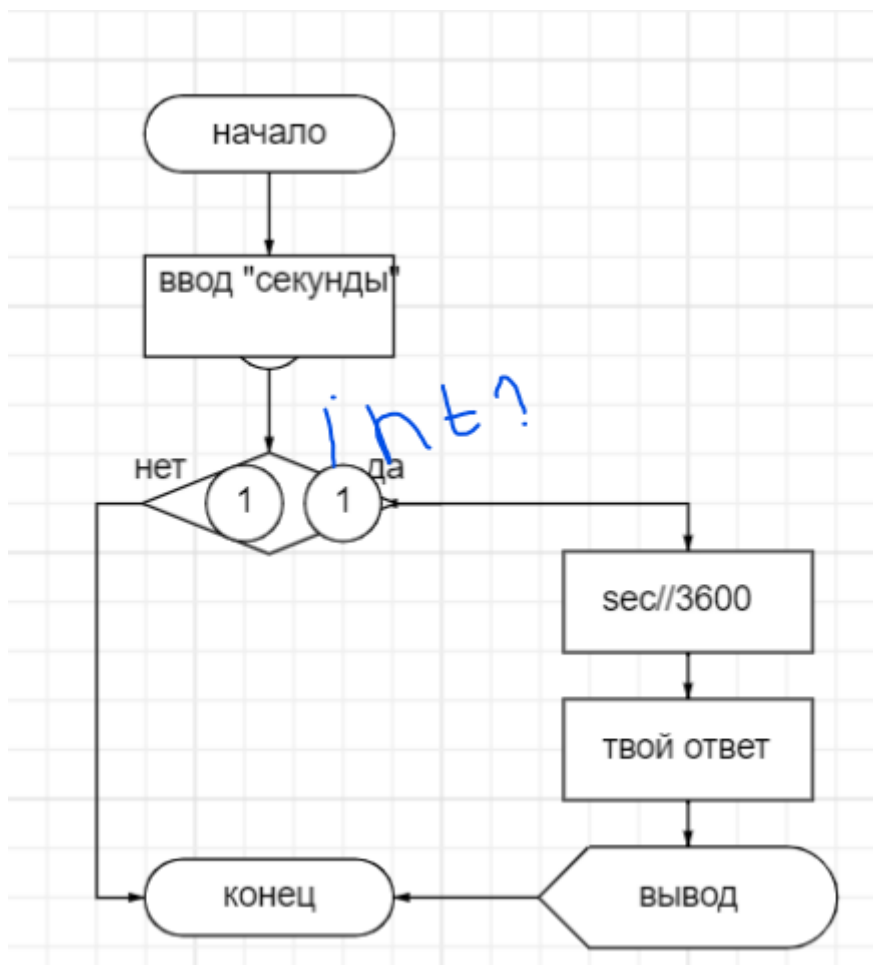 начало
ввод "секунды"
int?
нет
да
1
1
sec//3600
твой ответ
конец
вывод